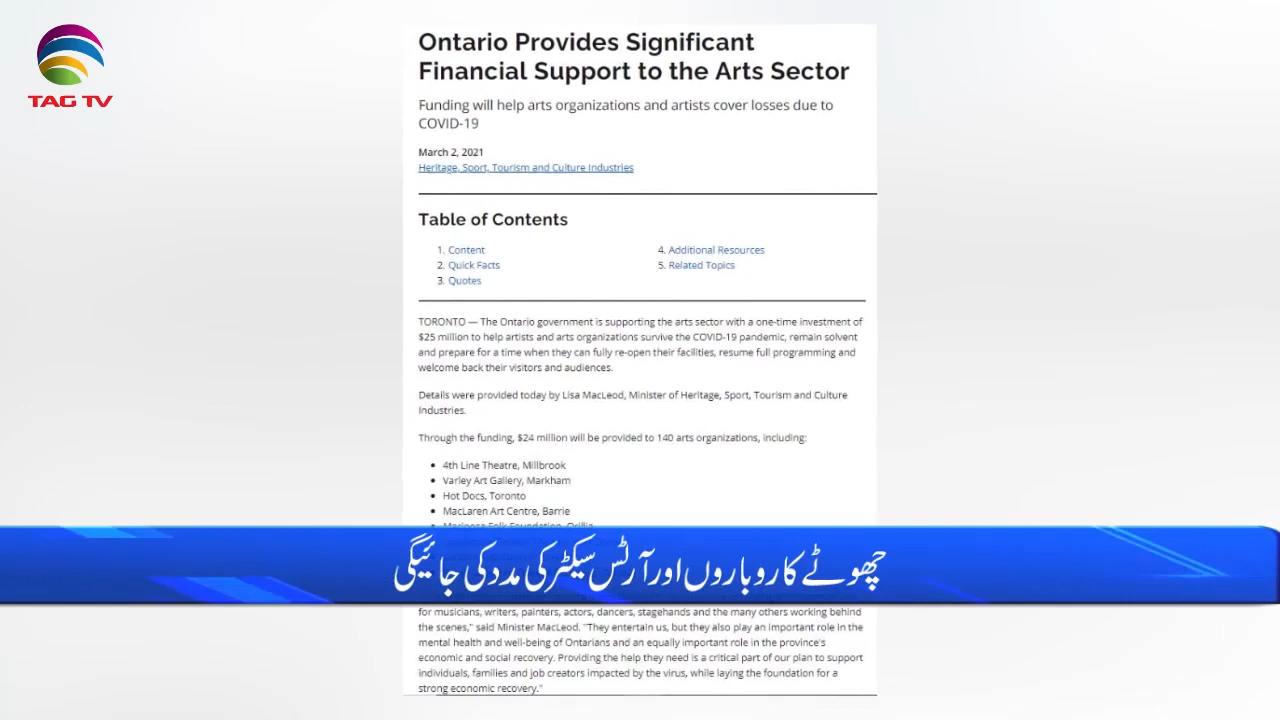 TAG TV
Ontario Provides Significant
Financial Support to the Arts Sector
Funding will help arts organizations and artists cover losses due to
COVID-19
March 2, 2021
Heritage, Sport, Tourism and Culture Industries
Table of Contents
1. Content
2. Quick Facts
3. Quotes
4. Additional Resources
5. Related Topics
TORONTO — The Ontario government is supporting the arts sector with a one-time investment of
$25 million to help artists and arts organizations survive the COVID-19 pandemic, remain solvent
and prepare for a time when they can fully re-open their facilities, resume full programming and
welcome back their visitors and audiences.
Details were provided today by Lisa MacLeod, Minister of Heritage, Sport, Tourism and Culture
Industries.
Through the funding, $24 million will be provided to 140 arts organizations, including:
• 4th Line Theatre, Millbrook
• Varley Art Gallery, Markham
• Hot Docs, Toronto
• MacLaren Art Centre, Barrie
• Mariposa Folk Foundation, Orillia
چھوٹے کاروباروں اور آرٹس سیکٹر کی مدد کی جائیگی
for musicians, writers, painters, actors, dancers, stagehands and the many others working behind
the scenes," said Minister MacLeod. "They entertain us, but they also play an important role in the
mental health and well-being of Ontarians and an equally important role in the province's
economic and social recovery. Providing the help they need is a critical part of our plan to support
individuals, families and job creators impacted by the virus, while laying the foundation for a
strong economic recovery."